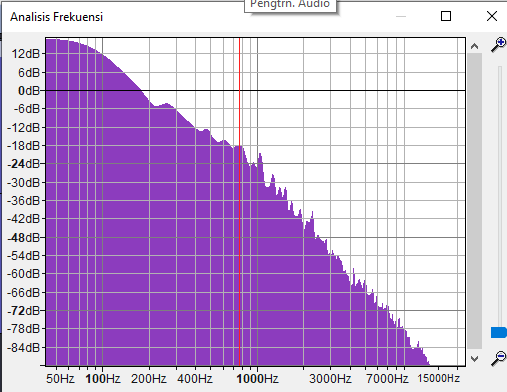 Pengtrn. Audio
Analisis Frekuensi
12dB
6dB
0dB
-6dB
-12dB
-18dB
-24dB
-30dB
-36dB
-42dB
-48dB
-54dB
-60dB
-66dB
-72dB
-78dB
-84dB
50Hz 100Hz 200Hz 400Hz 1000Hz 3000Hz 7000Hz 15000Hz